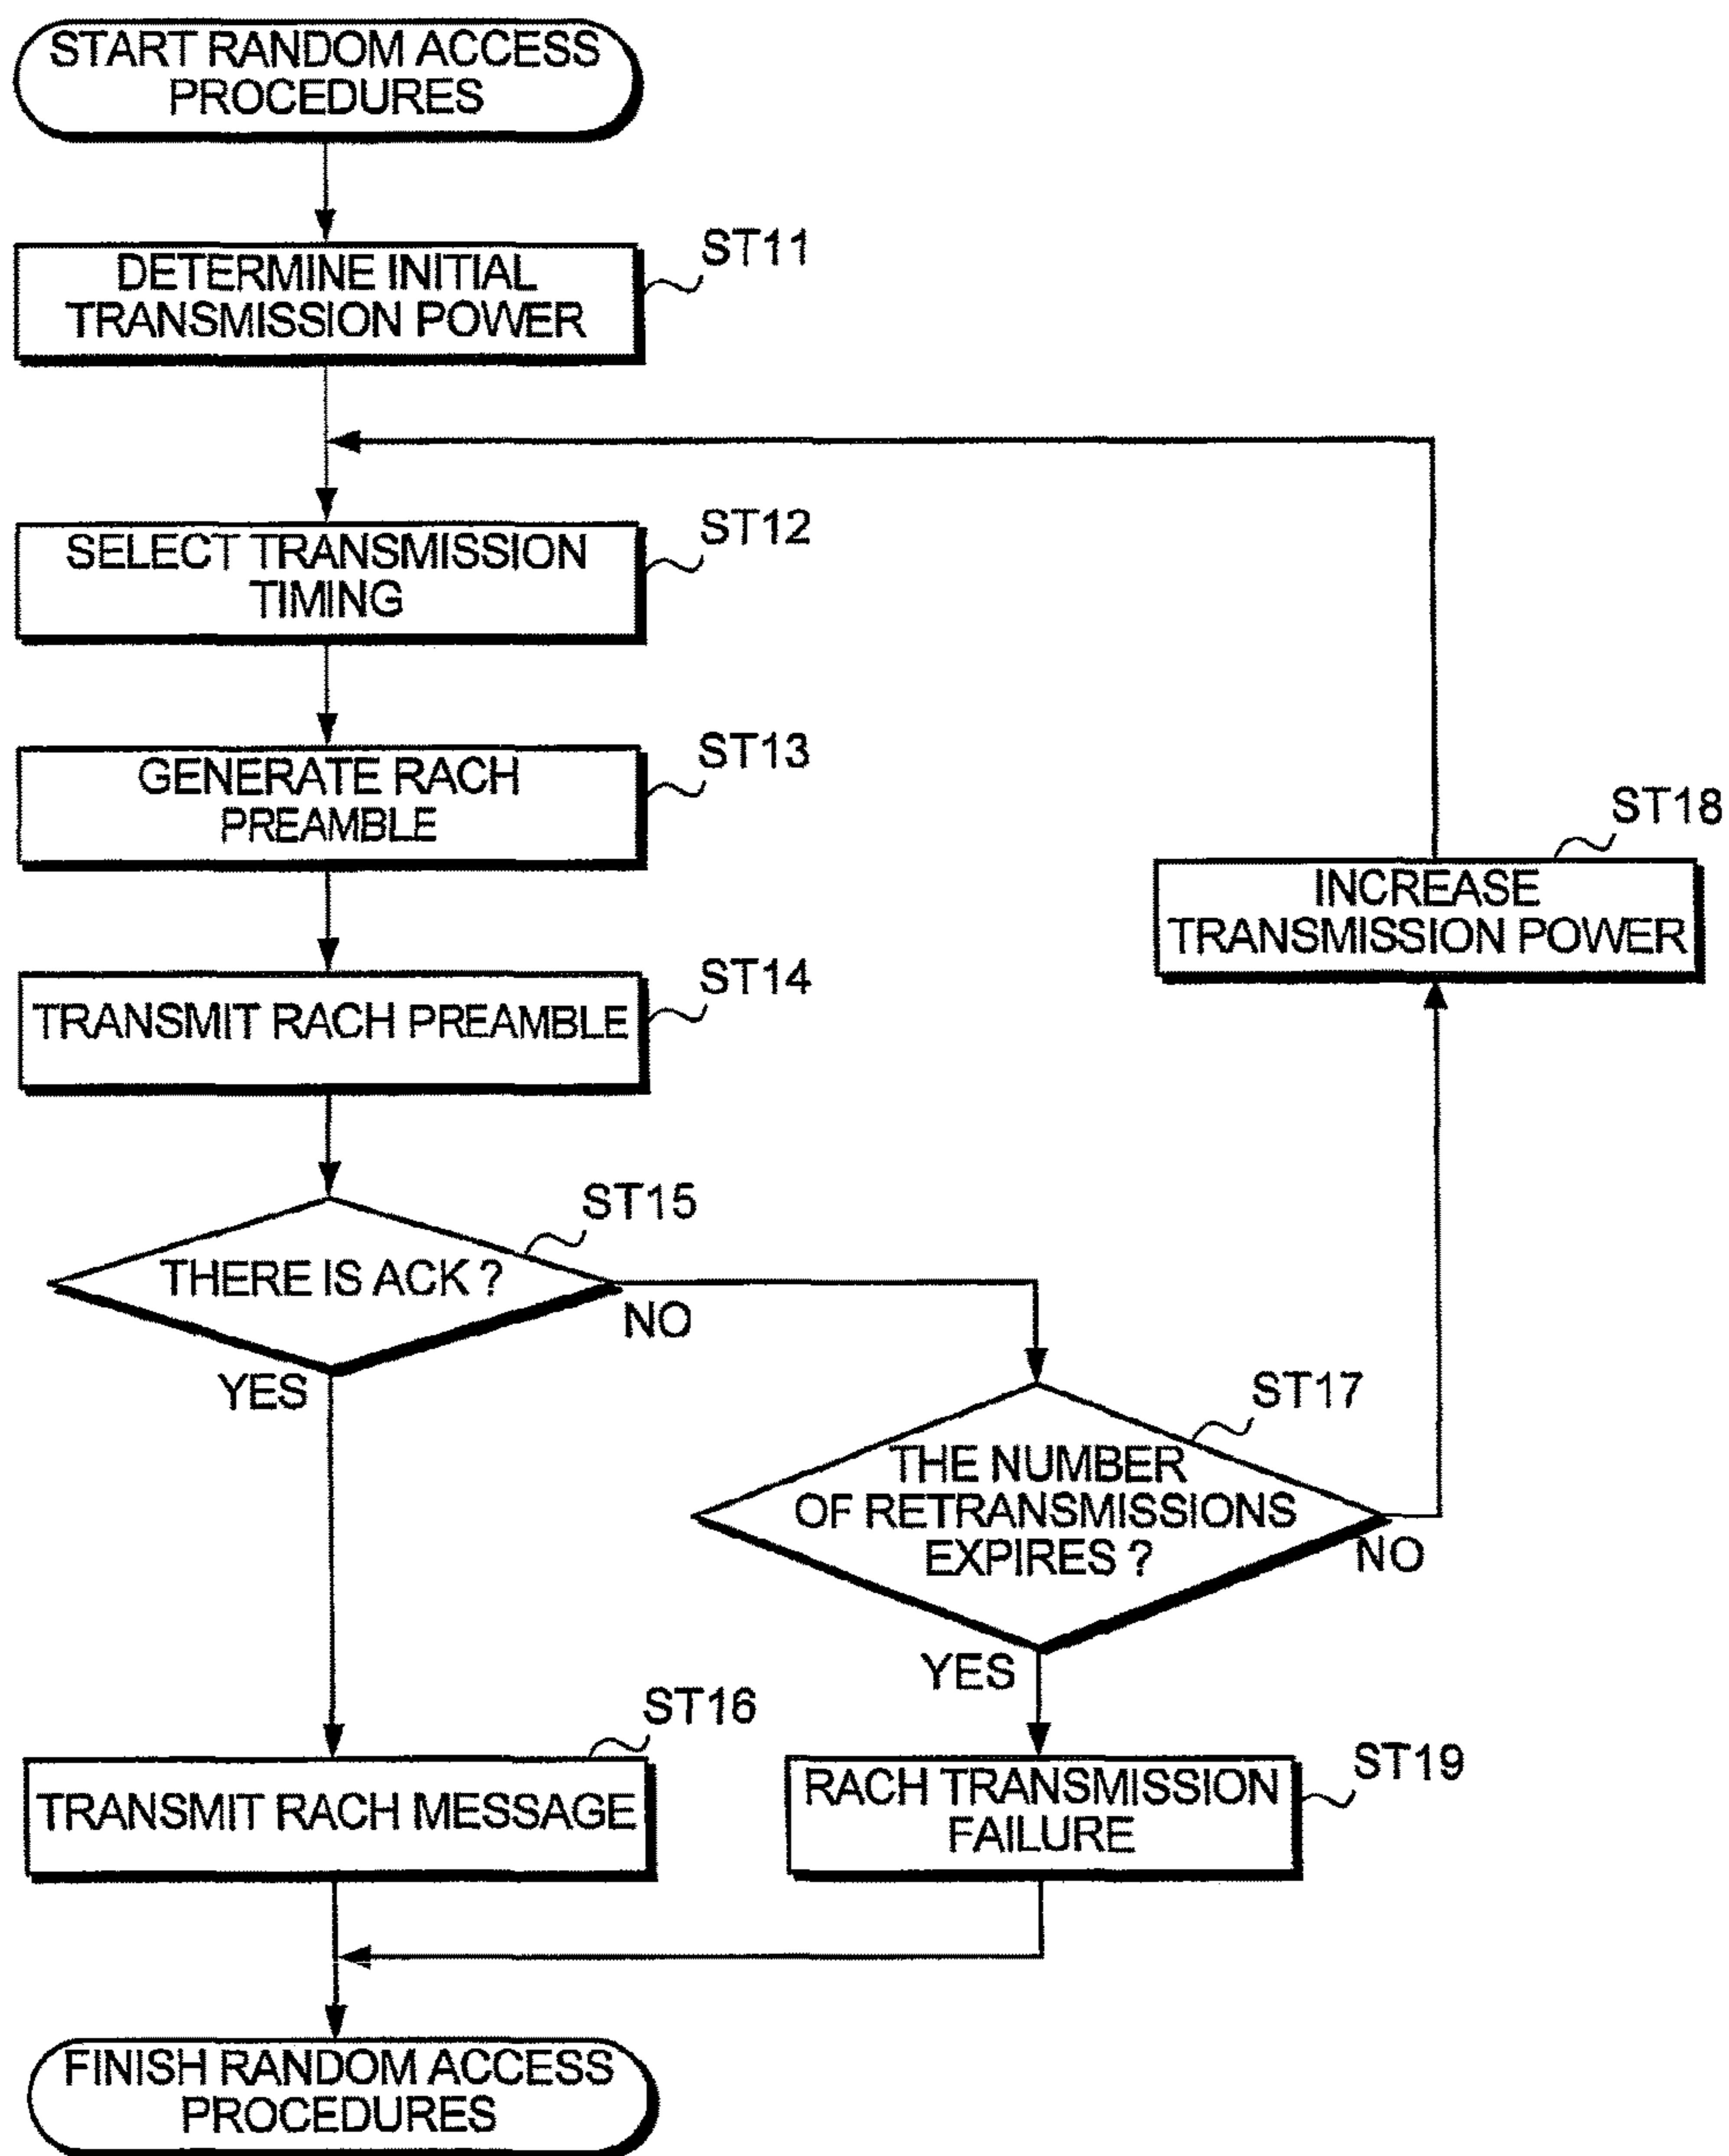 START RANDOM ACCESS
PROCEDURES
ST11
DETERMINE INITIAL
TRANSMISSION POWER
ST12
SELECT TRANSMISSION
TIMING
ST13
GENERATE RACH
PREAMBLE
ST18
INCREASE
TRANSMISSION POWER
ST14
TRANSMIT RACH PREAMBLE
ST15
THERE IS ACK ?
NO
YES
ST17
THE NUMBER
OF RETRANSMISSIONS
EXPIRES ?
NO
YES
ST16
TRANSMIT RACH MESSAGE
ST19
RACH TRANSMISSION
FAILURE
FINISH RANDOM ACCESS
PROCEDURES